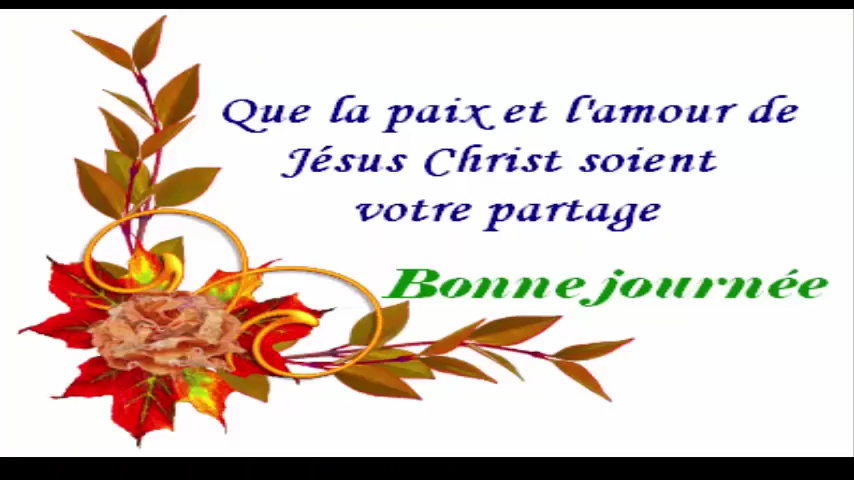 Que la paix et l'amour de
Jésus Christ soient
votre partage
Bonne journée